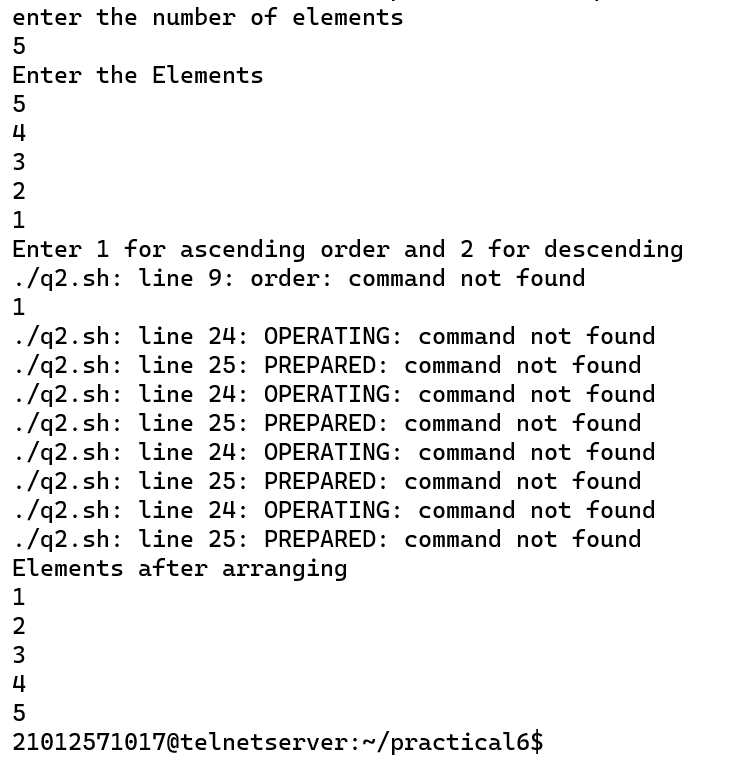 enter the number of elements
5
Enter the Elements
5
4
3
2
1
Enter 1 for ascending order and 2 for descending
./q2.sh: line 9: order: command not found
1
./q2.sh: line 24: OPERATING: command not found
./q2.sh: line 25: PREPARED: command not found
./q2.sh: line 24: OPERATING: command not found
./q2.sh: line 25: PREPARED: command not found
./q2.sh: line 24: OPERATING: command not found
./q2.sh: line 25: PREPARED: command not found
./q2.sh: line 24: OPERATING: command not found
./q2.sh: line 25: PREPARED: command not found
Elements after arranging
1
2
3
4
5
21012571017@telnetserver:~/practical6$